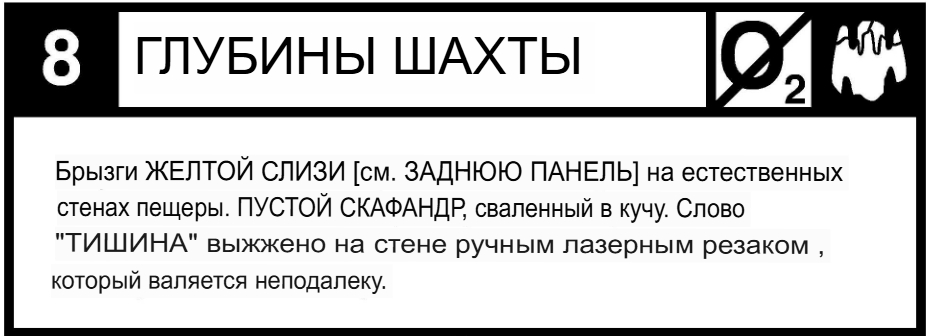 8
ГЛУБИНЫ ШАХТЫ
O2
Брызги ЖЕЛТОЙ СЛИЗИ [см. ЗАДНЮЮ ПАНЕЛЬ] на естественных
стенах пещеры. ПУСТОЙ СКАФАНДР, сваленный в кучу. Слово
"ТИШИНА" выжжено на стене ручным лазерным резаком ,
который валяется неподалеку.